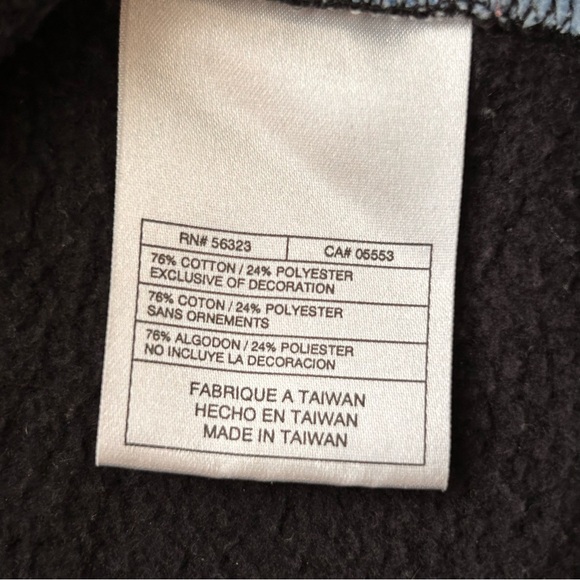 RN# 56323 CA# 05553
76% COTTON / 24% POLYESTER
EXCLUSIVE OF DECORATION
76% COTON / 24% POLYESTER
SANS ORNEMENTS
76% ALGODON / 24% POLIESTER
NO INCLUYE LA DECORACION
FABRIQUE A TAIWAN
HECHO EN TAIWAN
MADE IN TAIWAN